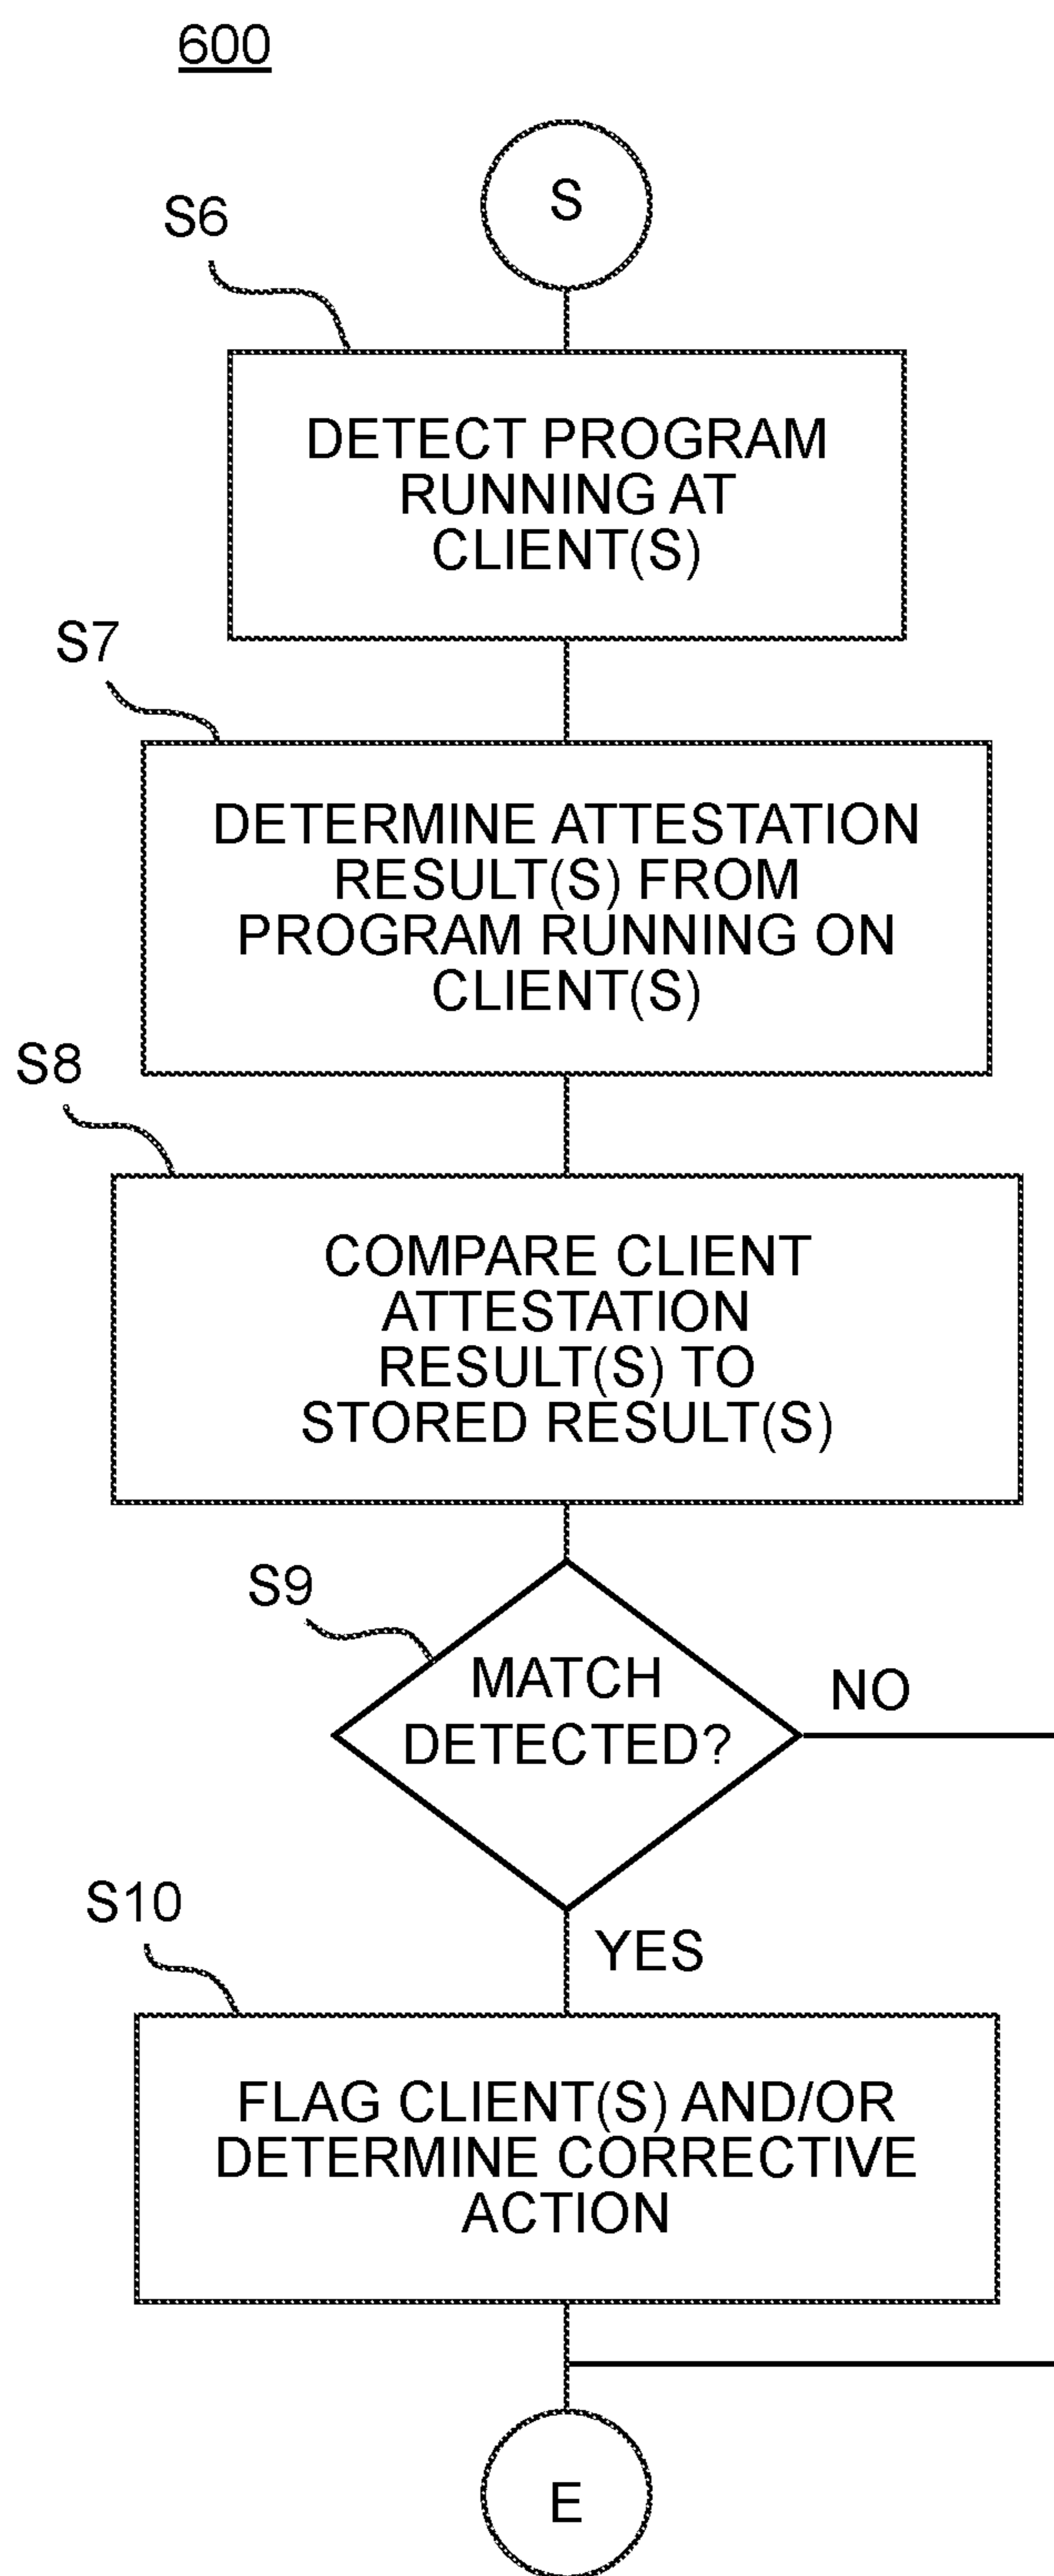 600
S
S6
DETECT PROGRAM
RUNNING AT
CLIENT(S)
S7
DETERMINE ATTESTATION
RESULT(S) FROM
PROGRAM RUNNING ON
CLIENT(S)
S8
COMPARE CLIENT
ATTESTATION
RESULT(S) TO
STORED RESULT(S)
S9
MATCH
DETECTED?
NO
YES
S10
FLAG CLIENT(S) AND/OR
DETERMINE CORRECTIVE
ACTION
E